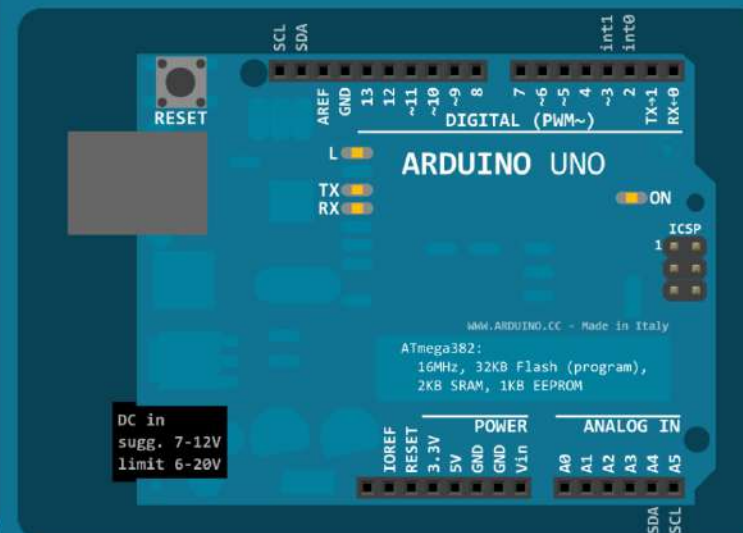 SCL
SDA
int1
int0
RESET
AREF
GND
13
12
~11
~10
~9
8
7
~6
~5
4
~3
2
TX→1
RX←0
DIGITAL (PWM~)
L
ARDUINO UNO
TX
RX
ON
ICSP
1
WWW.ARDUINO.CC - Made in Italy
ATmega382:
16MHz, 32KB Flash (program),
2KB SRAM, 1KB EEPROM
DC in
sugg. 7-12V
limit 6-20V
POWER
ANALOG IN
IOREF
RESET
3.3V
5V
GND
GND
Vin
A0
A1
A2
A3
A4
A5
SDA
SCL